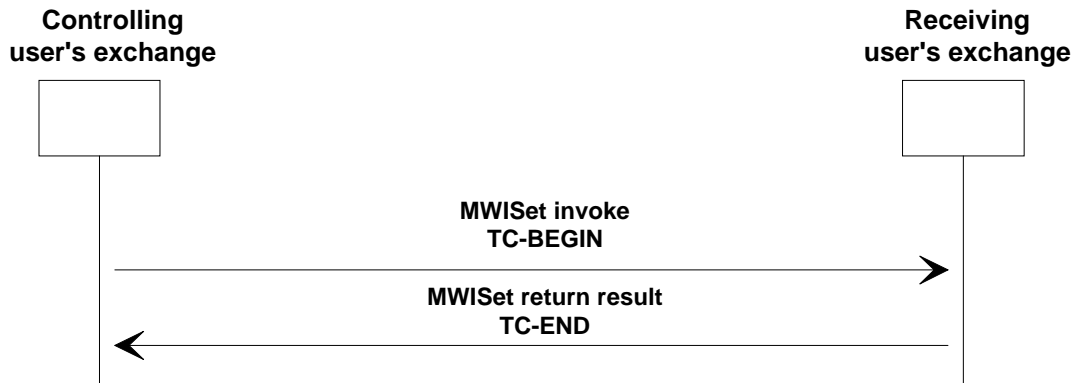 Controlling
user's exchange
Receiving
user's exchange
MWISet invoke
TC-BEGIN
MWISet return result
TC-END